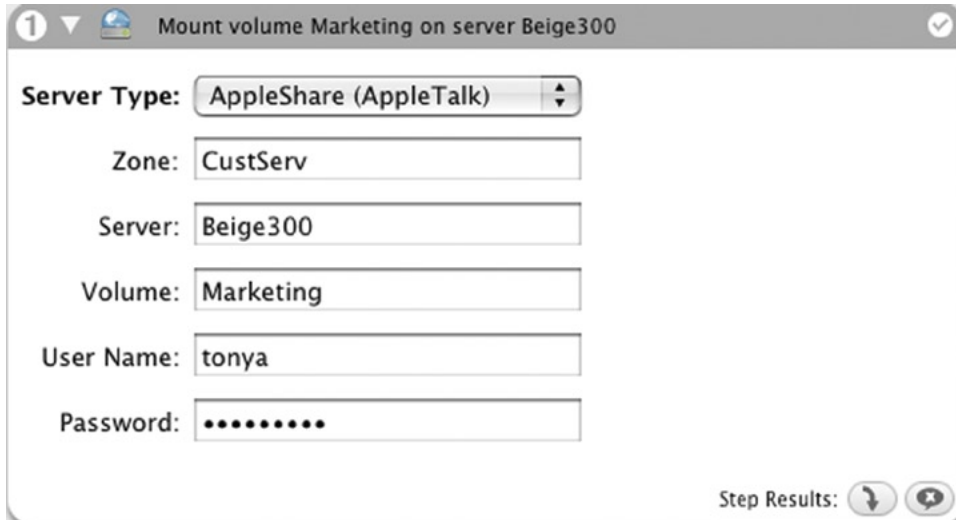 1 Mount volume Marketing on server Beige300
Server Type: AppleShare (AppleTalk)
Zone: CustServ
Server: Beige300
Volume: Marketing
User Name: tonya
Password: •••••••••
Step Results: